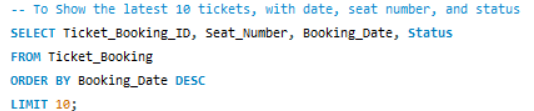 -- To Show the latest 10 tickets, with date, seat number, and status
SELECT Ticket_Booking_ID, Seat_Number, Booking_Date, Status
FROM Ticket_Booking
ORDER BY Booking_Date DESC
LIMIT 10;